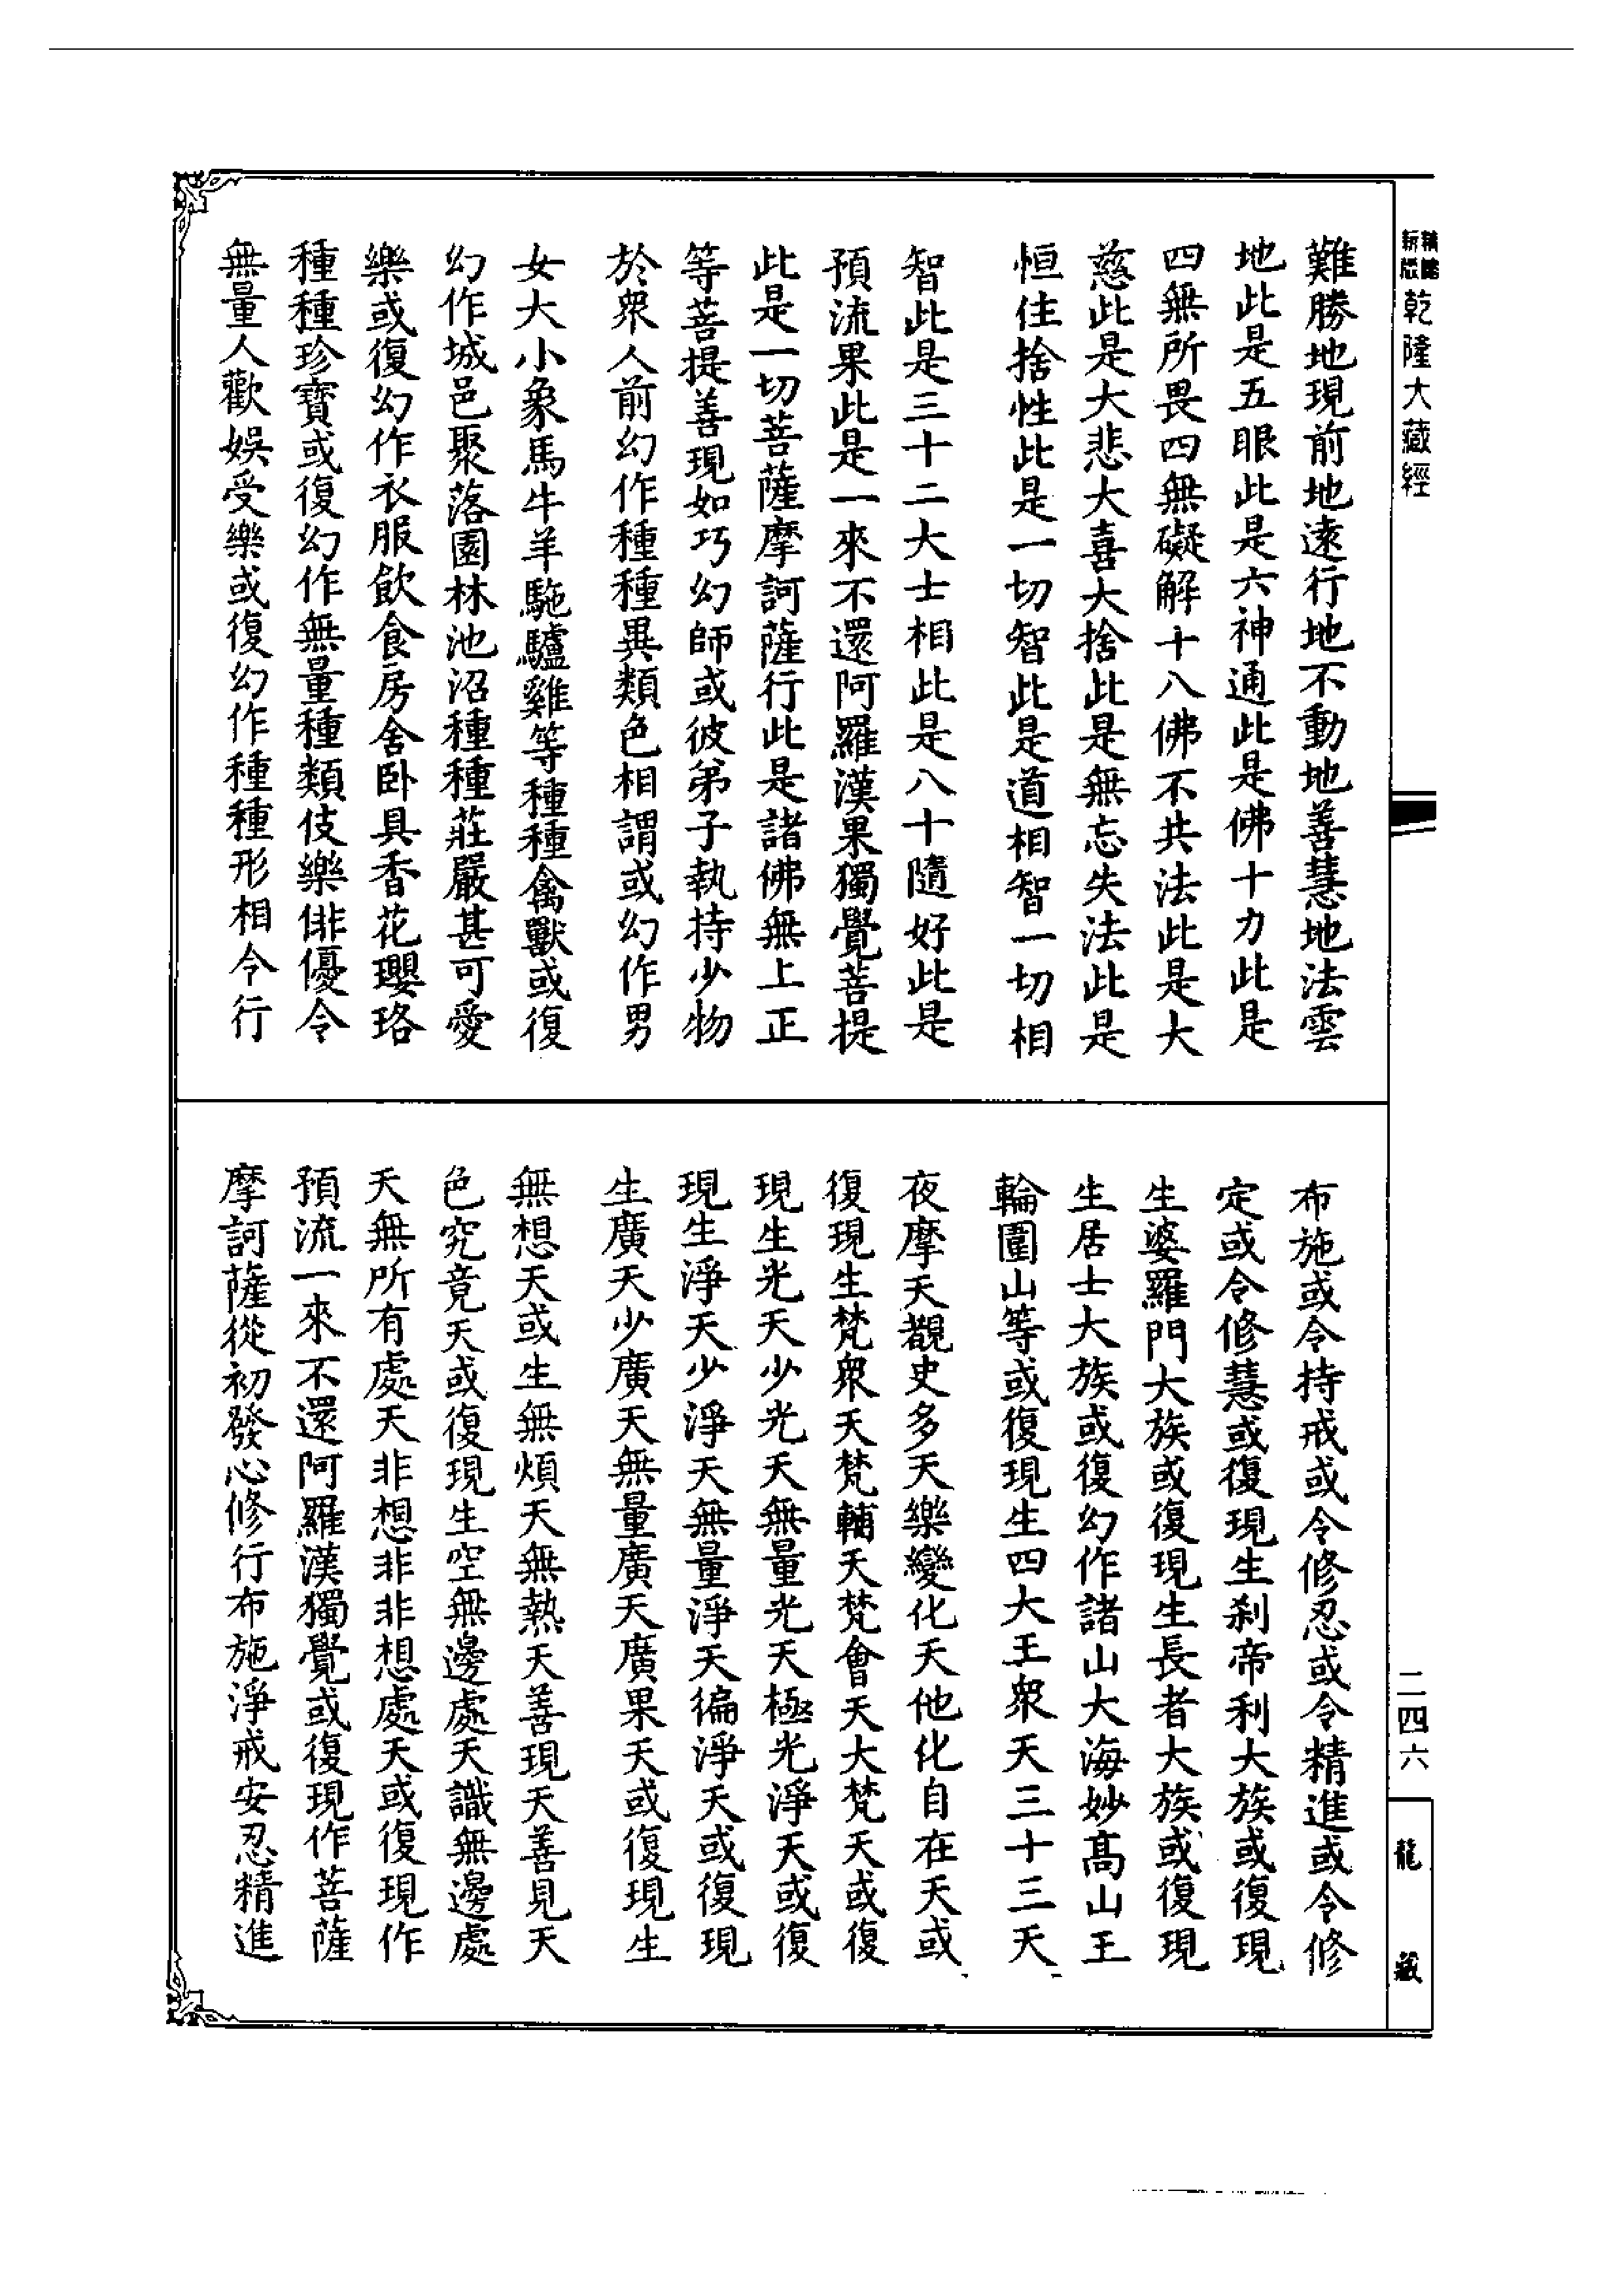 乾隆大藏經
難勝地現前地遠行地不動地善慧地法雲
地此是五眼此是六神通此是佛十力此是
四無所畏四無礙解十八佛不共法此是大
慈此是大悲大喜大捨此是無忘失法此是
恒住捨性此是一切智此是道相智一切相
智此是三十二大士相此是八十隨好此是
預流果此是一來不還阿羅漢果獨覺菩提
此是一切菩薩摩訶薩行此是諸佛無上正
等菩提善現如巧幻師或彼弟子執持少物
於眾人前幻作種種異類色相謂或幻作男
女大小象馬牛羊駞驢雞等種種禽獸或復
幻作城邑聚落園林池沼種種莊嚴甚可愛
樂或復幻作衣服飲食房舍臥具香花瓔珞
種種珍寶或復幻作無量種類伎樂俳優令
無量人歡娛受樂或復幻作種種形相令行
布施或令持戒或令修忍或令精進或令修
定或令修慧或復現生剎帝利大族或復現
生婆羅門大族或復現生長者大族或復現
生居士大族或復幻作諸山大海妙高山王
輪圍山等或復現生四大王眾天三十三天
夜摩天覩史多天樂變化天他化自在天或
復現生梵眾天梵輔天梵會天大梵天或復
現生光天少光天無量光天極光淨天或復
現生淨天少淨天無量淨天徧淨天或復現
生廣天少廣天無量廣天廣果天或復現生
無想天或生無煩天無熱天善現天善見天
色究竟天或復現生空無邊處天識無邊處
天無所有處天非想非非想處天或復現作
預流一來不還阿羅漢獨覺或復現作菩薩
摩訶薩從初發心修行布施淨戒安忍精進
二四六
龍藏